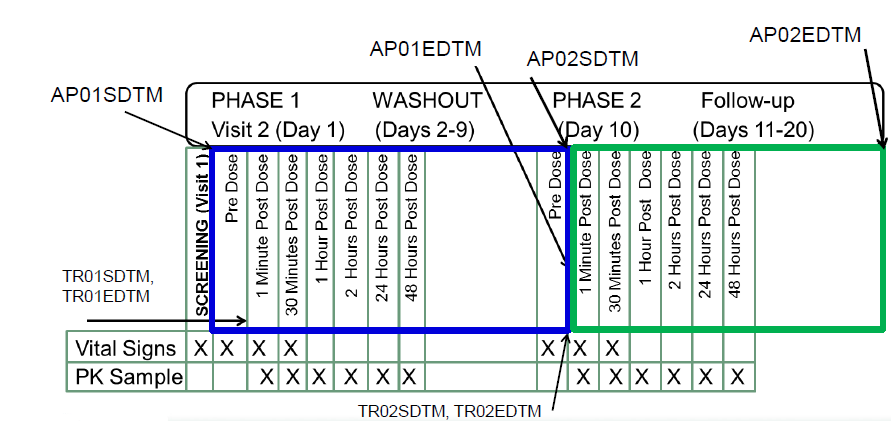 AP01SDTM
AP01EDTM
AP02SDTM
AP02EDTM
PHASE 1 WASHOUT PHASE 2 Follow-up
Visit 2 (Day 1) (Days 2-9) (Day 10) (Days 11-20)
SCREENING (Visit 1)
Pre Dose
1 Minute Post Dose
30 Minutes Post Dose
1 Hour Post Dose
2 Hours Post Dose
24 Hours Post Dose
48 Hours Post Dose
Pre Dose
1 Minute Post Dose
30 Minutes Post Dose
1 Hour Post Dose
2 Hours Post Dose
24 Hours Post Dose
48 Hours Post Dose
TR01SDTM,
TR01EDTM
Vital Signs X X X X X X X
PK Sample X X X X X X X X X X X X
TR02SDTM, TR02EDTM